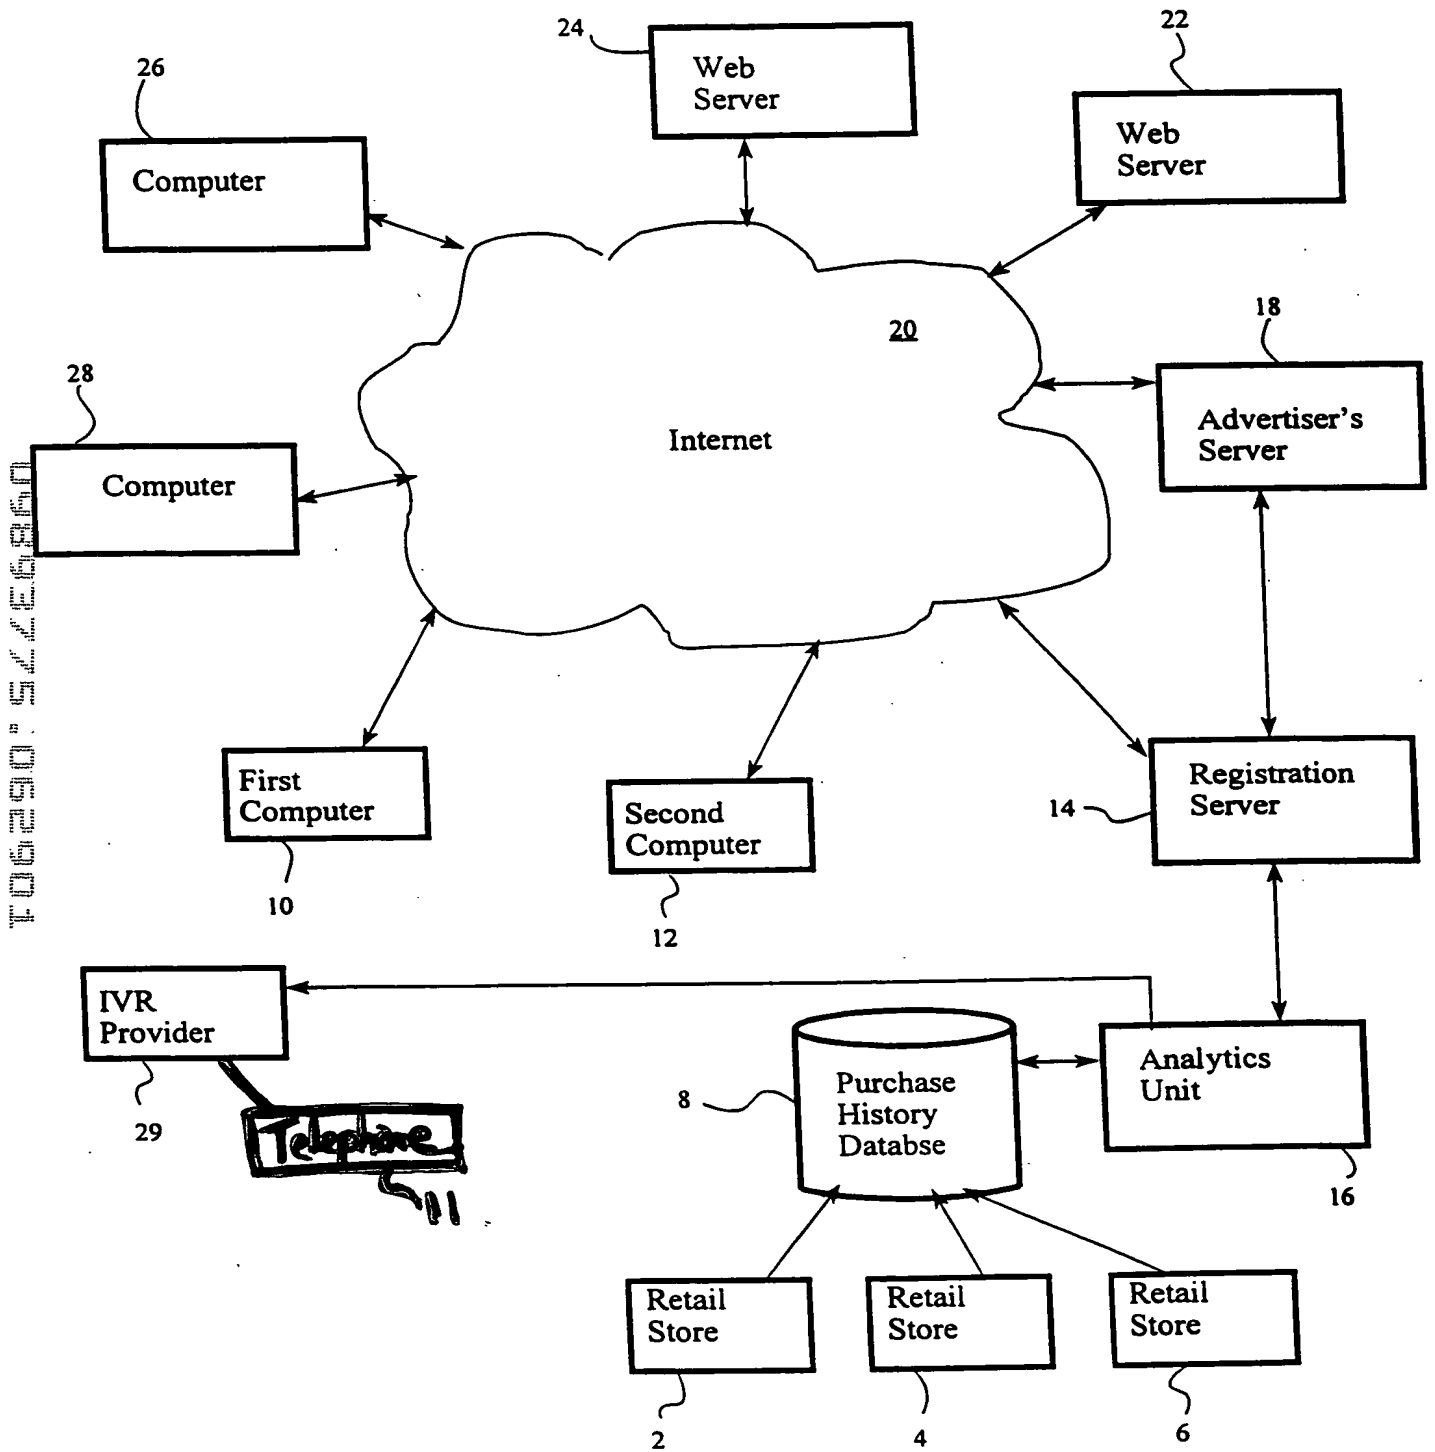 24
22
Web
Server
26
Web
Server
Computer
20
18
28
Internet
Advertiser's
Server
Computer
09893775.062901
First
Computer
Second
Computer
Registration
Server
14
10
12
IVR
Provider
Analytics
Unit
Purchase
History
Databse
8
29
Telephone
11
16
Retail
Store
Retail
Store
Retail
Store
2
4
6